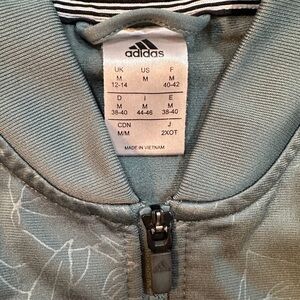 adidas
UK US F
M M M
12-14 40-42
D I E
M M M
38-40 44-46 38-40
CDN J
M/M 2XOT
MADE IN VIETNAM